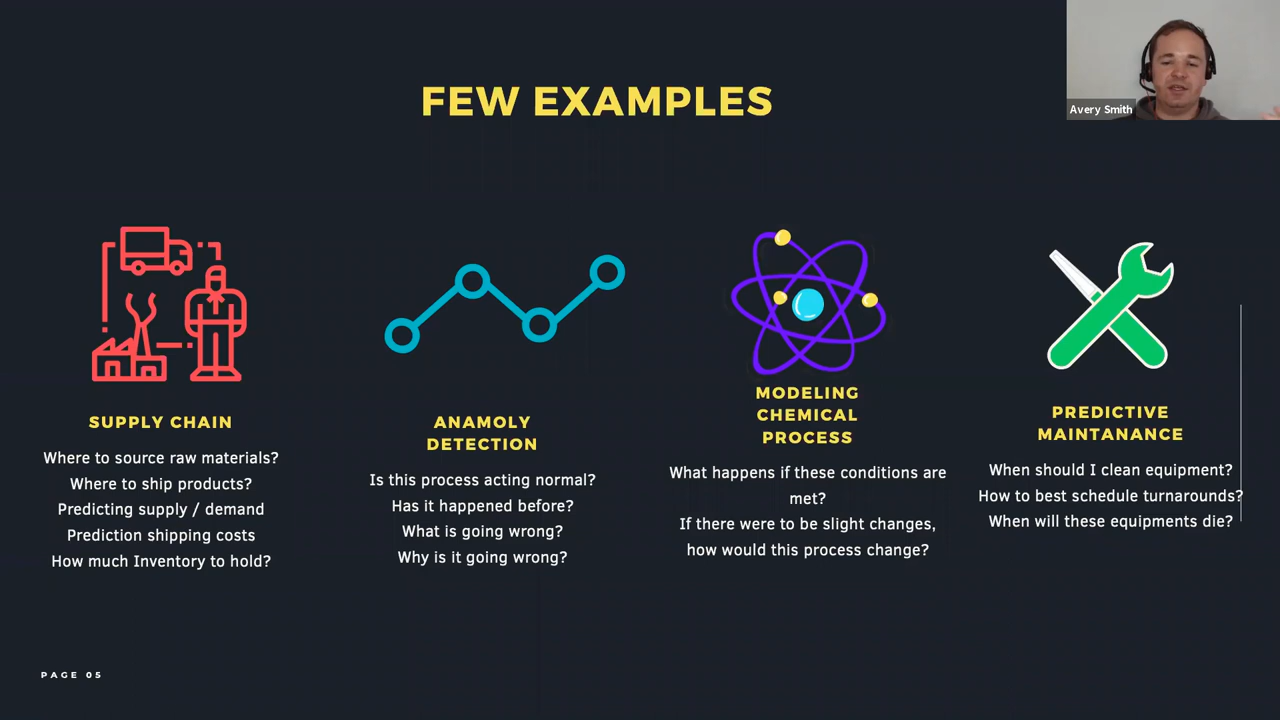 FEW EXAMPLES
Avery Smith
SUPPLY CHAIN
Where to source raw materials?
Where to ship products?
Predicting supply / demand
Prediction shipping costs
How much Inventory to hold?
ANAMOLY
DETECTION
Is this process acting normal?
Has it happened before?
What is going wrong?
Why is it going wrong?
MODELING
CHEMICAL
PROCESS
What happens if these conditions are
met?
If there were to be slight changes,
how would this process change?
PREDICTIVE
MAINTANANCE
When should I clean equipment?
How to best schedule turnarounds?
When will these equipments die?
PAGE 05